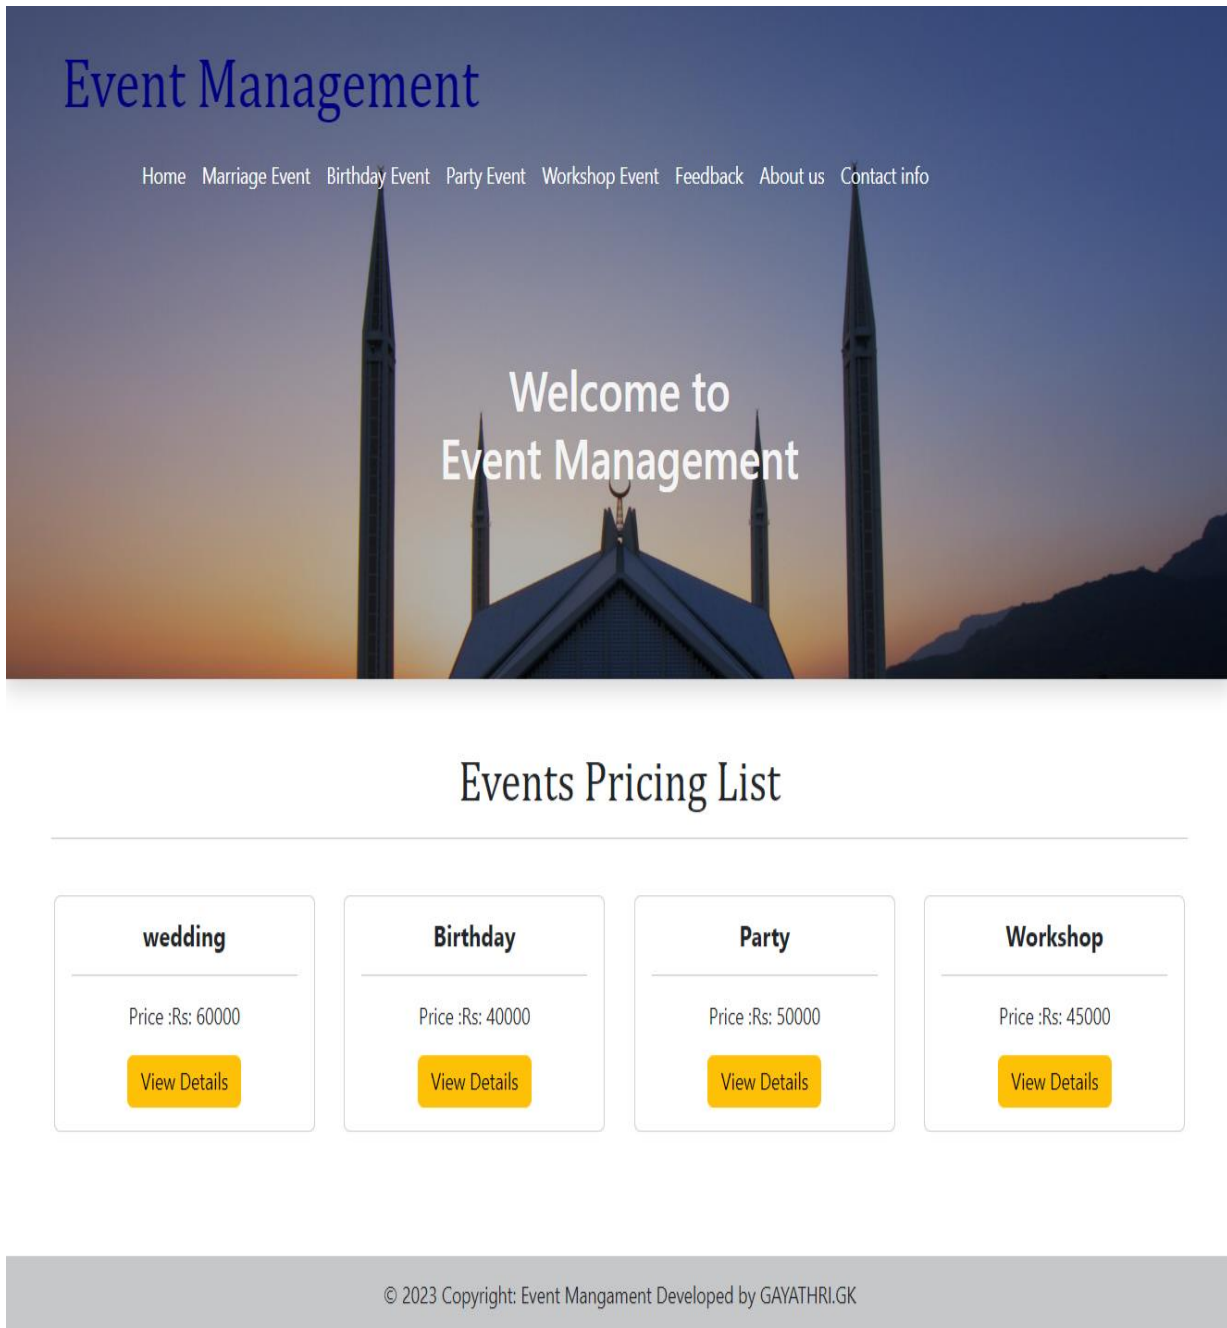 Event Management
Home Marriage Event Birthday Event Party Event Workshop Event Feedback About us Contact info
Welcome to
Event Management
Events Pricing List
wedding Birthday Party Workshop
Price :Rs: 60000 Price :Rs: 40000 Price :Rs: 50000 Price :Rs: 45000
View Details View Details View Details View Details
© 2023 Copyright: Event Mangament Developed by GAYATHRI.GK